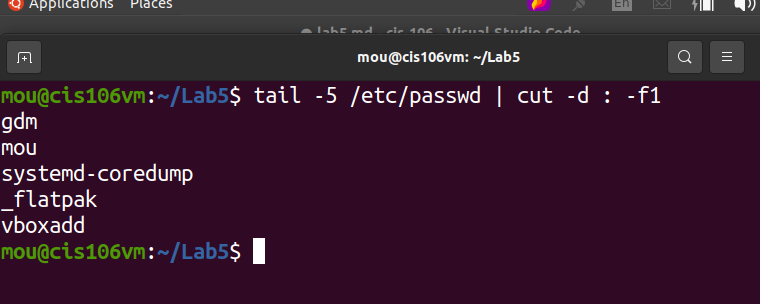 Applications Places En
lab5.md - cis-106 - Visual Studio Code
mou@cis106vm: ~/Lab5
mou@cis106vm:~/Lab5$ tail -5 /etc/passwd | cut -d : -f1
gdm
mou
systemd-coredump
_flatpak
vboxadd
mou@cis106vm:~/Lab5$